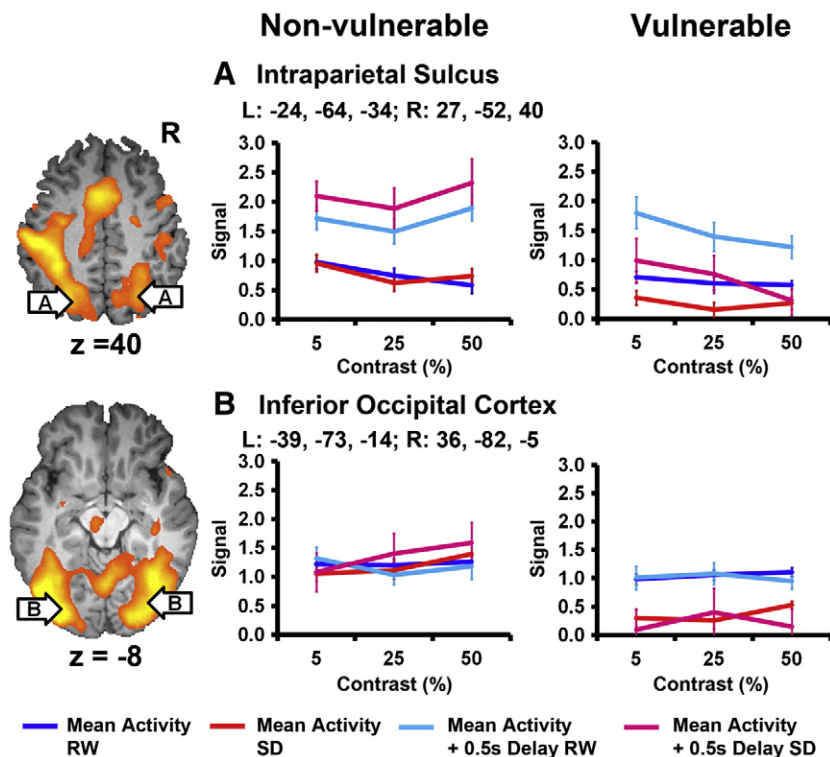 Non-vulnerable
Vulnerable
A Intraparietal Sulcus
L: -24, -64, -34; R: 27, -52, 40
R
A
A
z =40
Signal
3.0
2.5
2.0
1.5
1.0
0.5
0.0
5 25 50
Contrast (%)
Signal
3.0
2.5
2.0
1.5
1.0
0.5
0.0
5 25 50
Contrast (%)
B Inferior Occipital Cortex
L: -39, -73, -14; R: 36, -82, -5
B
B
z = -8
Signal
3.0
2.5
2.0
1.5
1.0
0.5
0.0
5 25 50
Contrast (%)
Signal
3.0
2.5
2.0
1.5
1.0
0.5
0.0
5 25 50
Contrast (%)
Mean Activity
RW
Mean Activity
SD
Mean Activity
+ 0.5s Delay RW
Mean Activity
+ 0.5s Delay SD